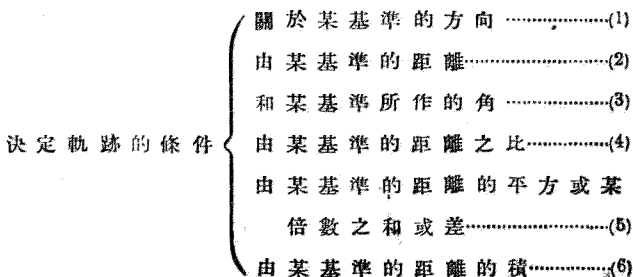 決定軌跡的條件
關於某基準的方向………………(1)
由某基準的距離………………(2)
和某基準所作的角………………(3)
由某基準的距離之比……………(4)
由某基準的距離的平方或某
倍數之和或差………………(5)
由某基準的距離的積……………(6)